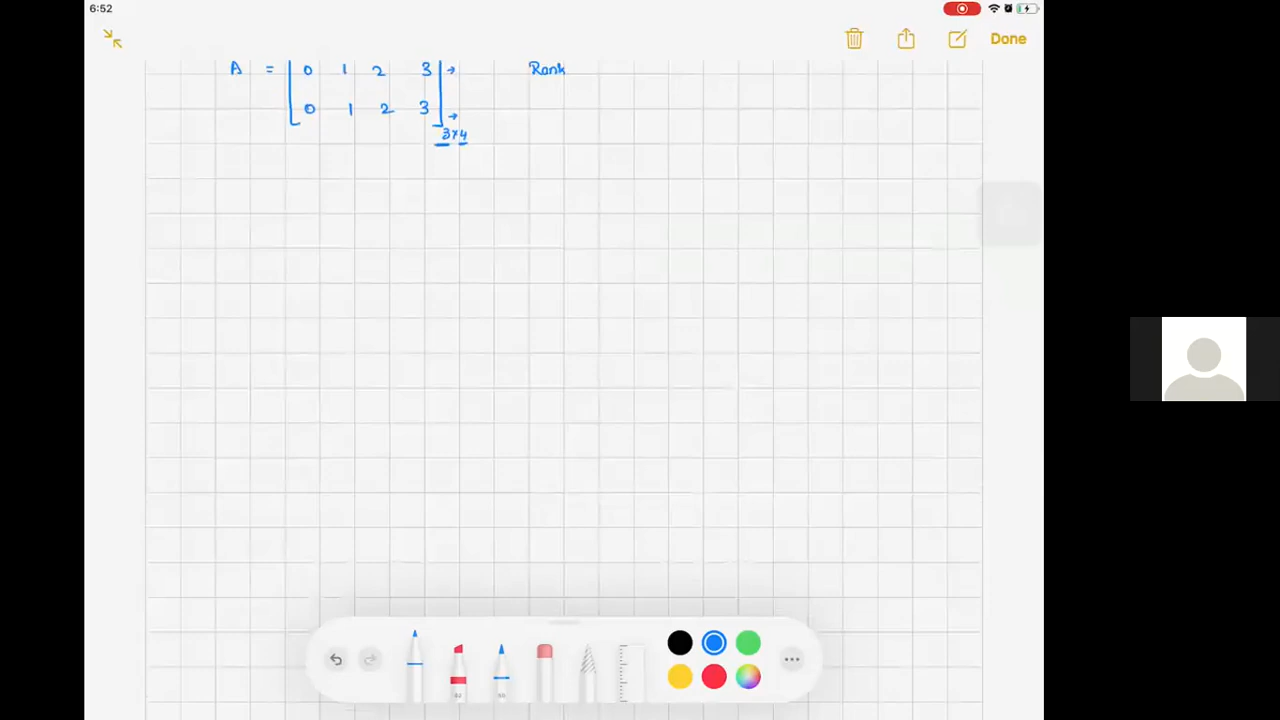 6:52
Done
A = 0 1 2 3 → Rank
0 1 2 3 →
3×4